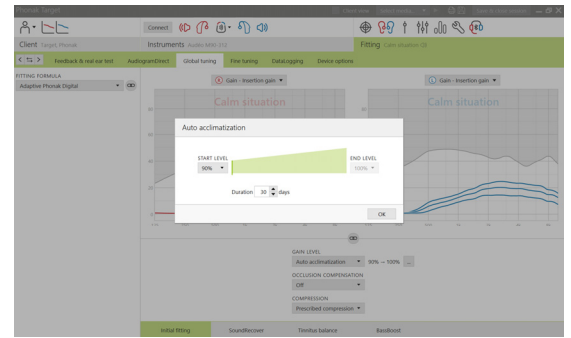 Phonak Target
Connect
Client Target, Phonak
Instruments Audéo M90-312
Fitting Calm situation (2)
Feedback & real ear test
AudiogramDirect
Global tuning
Fine tuning
DataLogging
Device options
FITTING FORMULA
Adaptive Phonak Digital
Gain - Insertion gain
Gain - Insertion gain
Calm situation
Calm situation
Auto acclimatization
START LEVEL
90%
END LEVEL
100%
Duration 30 days
OK
GAIN LEVEL
Auto acclimatization 90% → 100% ...
OCCLUSION COMPENSATION
Off
COMPRESSION
Prescribed compression
Initial fitting
SoundRecover
Tinnitus balance
BassBoost